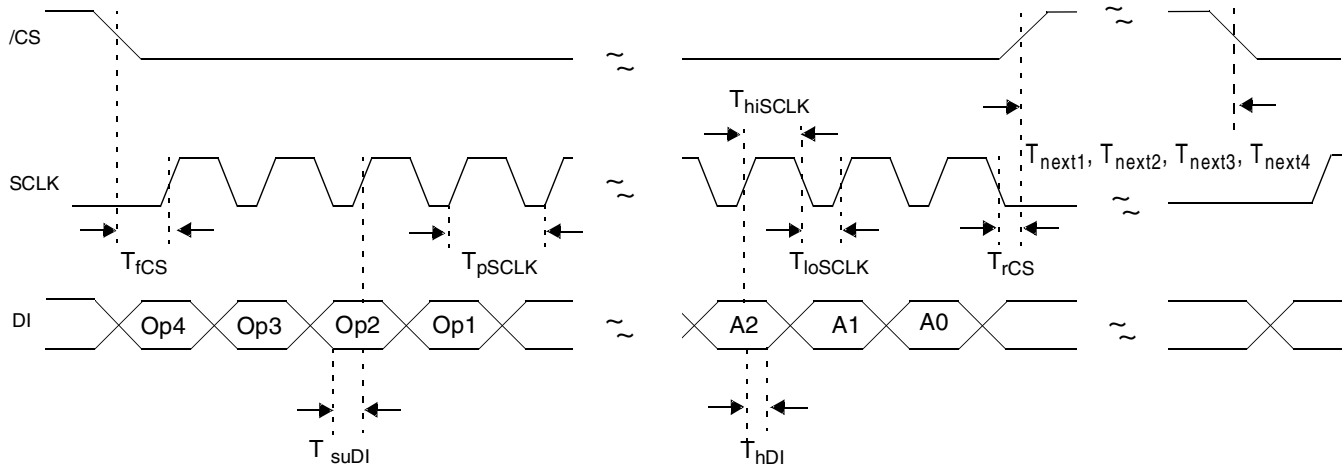 /CS
T_hiSCLK
T_next1, T_next2, T_next3, T_next4
SCLK
T_fCS
T_pSCLK
T_loSCLK
T_rCS
DI
Op4 Op3 Op2 Op1 A2 A1 A0
T_suDI
T_hDI